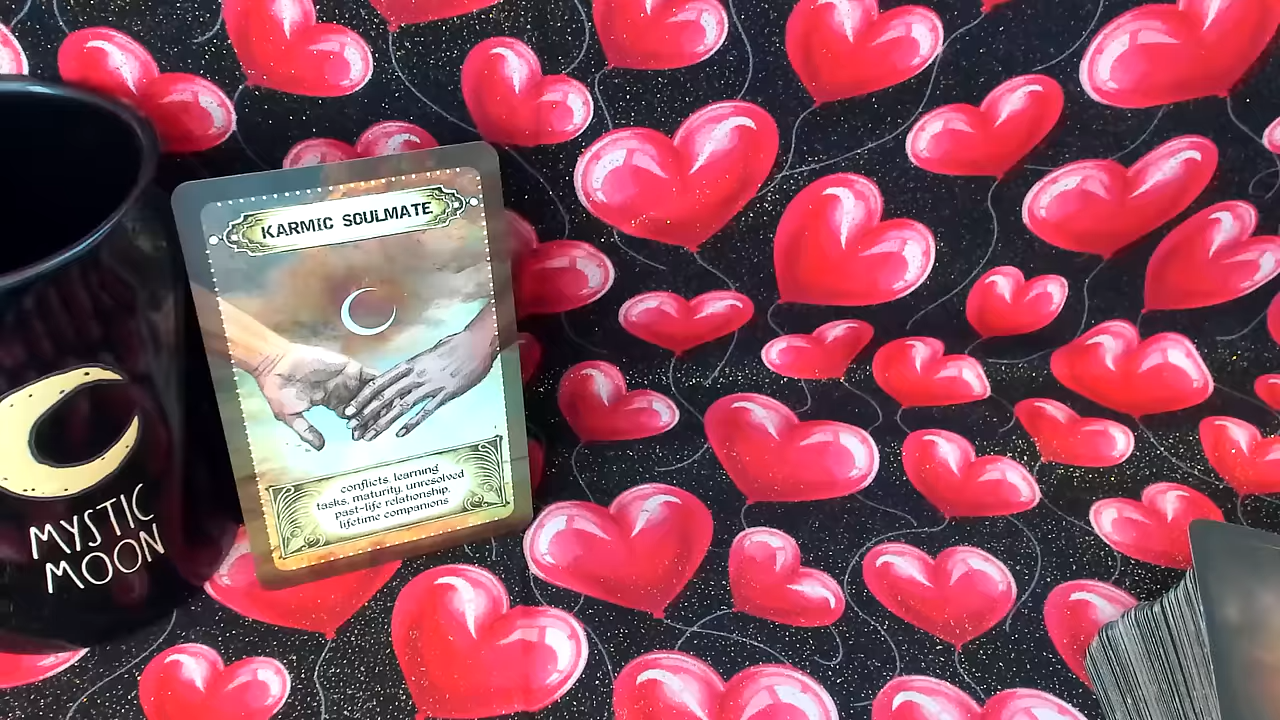 KARMIC SOULMATE
conflicts, learning
tasks, maturity, unresolved
past-life relationship,
lifetime companions
MYSTIC
MOON